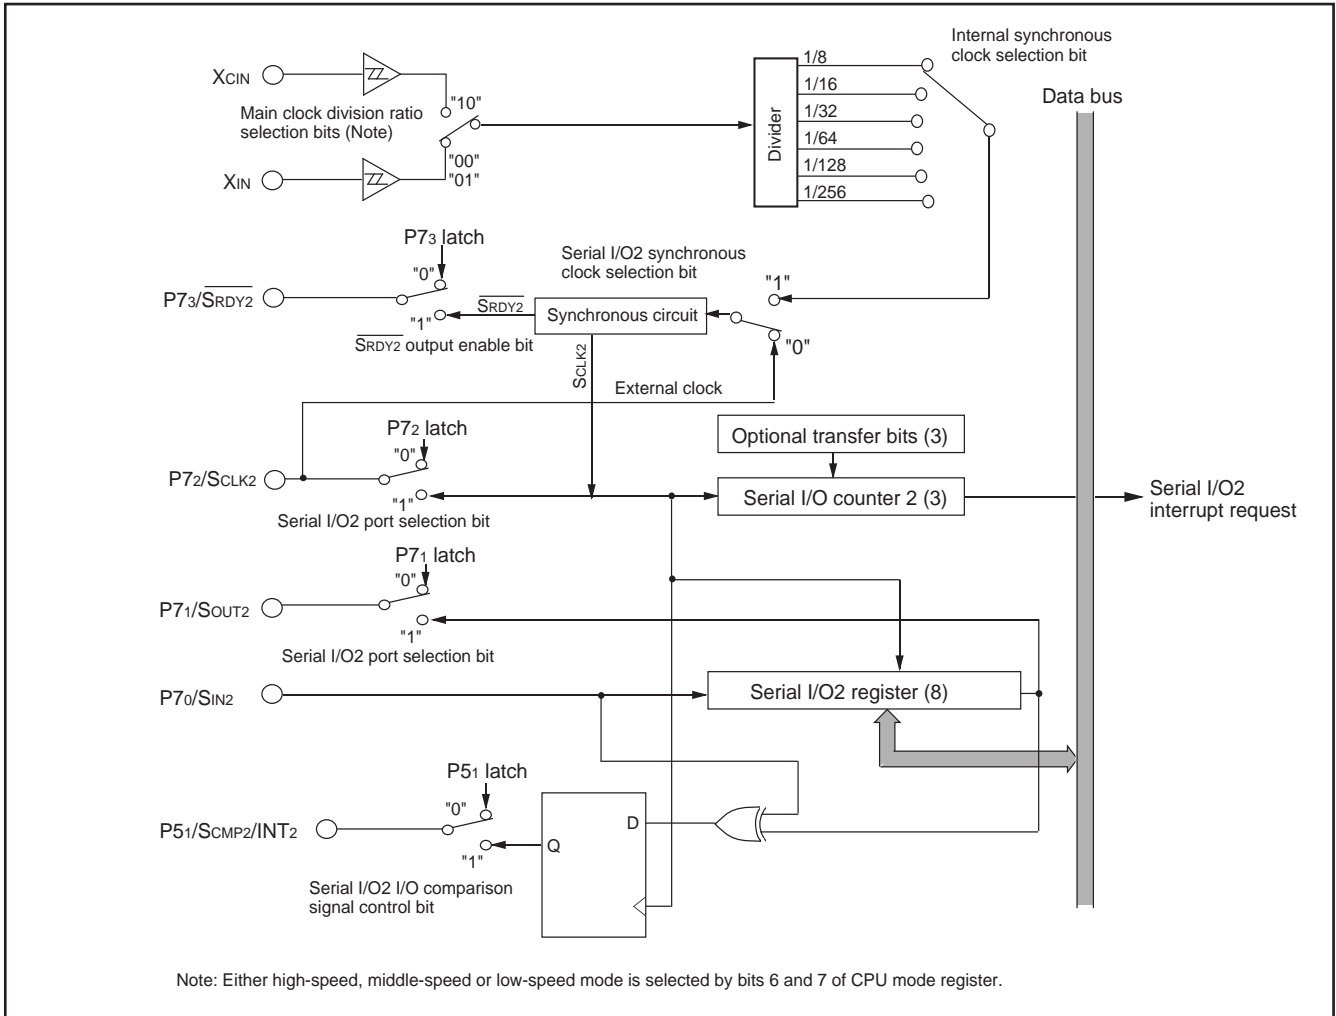 Internal synchronous
clock selection bit
XCIN
"10"
Main clock division ratio
selection bits (Note)
"00"
"01"
XIN
Divider
1/8
1/16
1/32
1/64
1/128
1/256
Data bus
P73 latch
"0"
P73/SRDY2
"1"
SRDY2
SRDY2 output enable bit
Serial I/O2 synchronous
clock selection bit
"1"
Synchronous circuit
"0"
SCLK2
External clock
P72 latch
"0"
P72/SCLK2
"1"
Serial I/O2 port selection bit
Optional transfer bits (3)
Serial I/O counter 2 (3)
Serial I/O2
interrupt request
P71 latch
"0"
P71/SOUT2
"1"
Serial I/O2 port selection bit
P70/SIN2
Serial I/O2 register (8)
P51 latch
"0"
P51/SCMP2/INT2
"1"
D
Q
Serial I/O2 I/O comparison
signal control bit
Note: Either high-speed, middle-speed or low-speed mode is selected by bits 6 and 7 of CPU mode register.